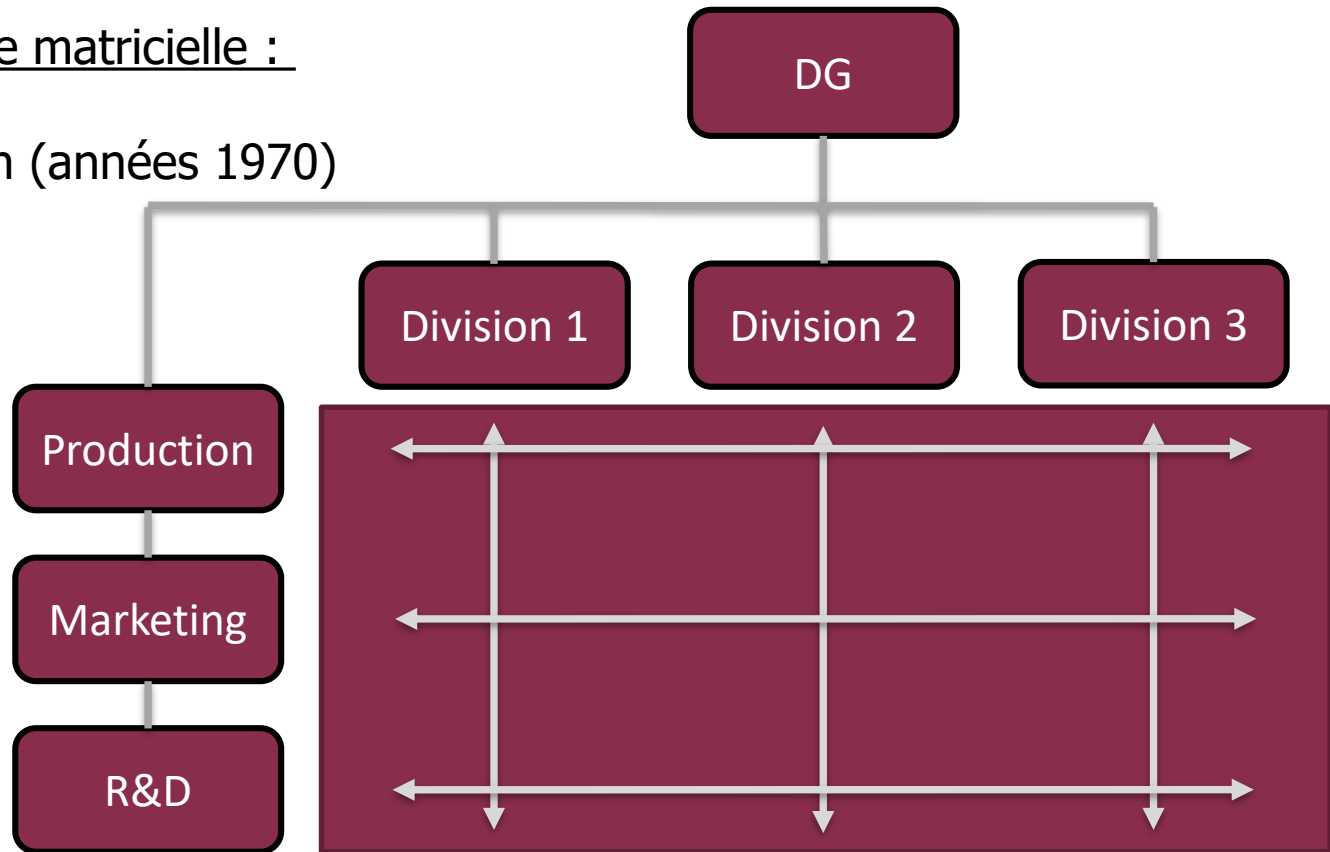 e matricielle :
DG
n (années 1970)
Division 1
Division 2
Division 3
Production
Marketing
R&D